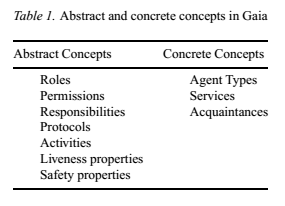 Table 1. Abstract and concrete concepts in Gaia
Abstract Concepts Concrete Concepts
Roles Agent Types
Permissions Services
Responsibilities Acquaintances
Protocols
Activities
Liveness properties
Safety properties